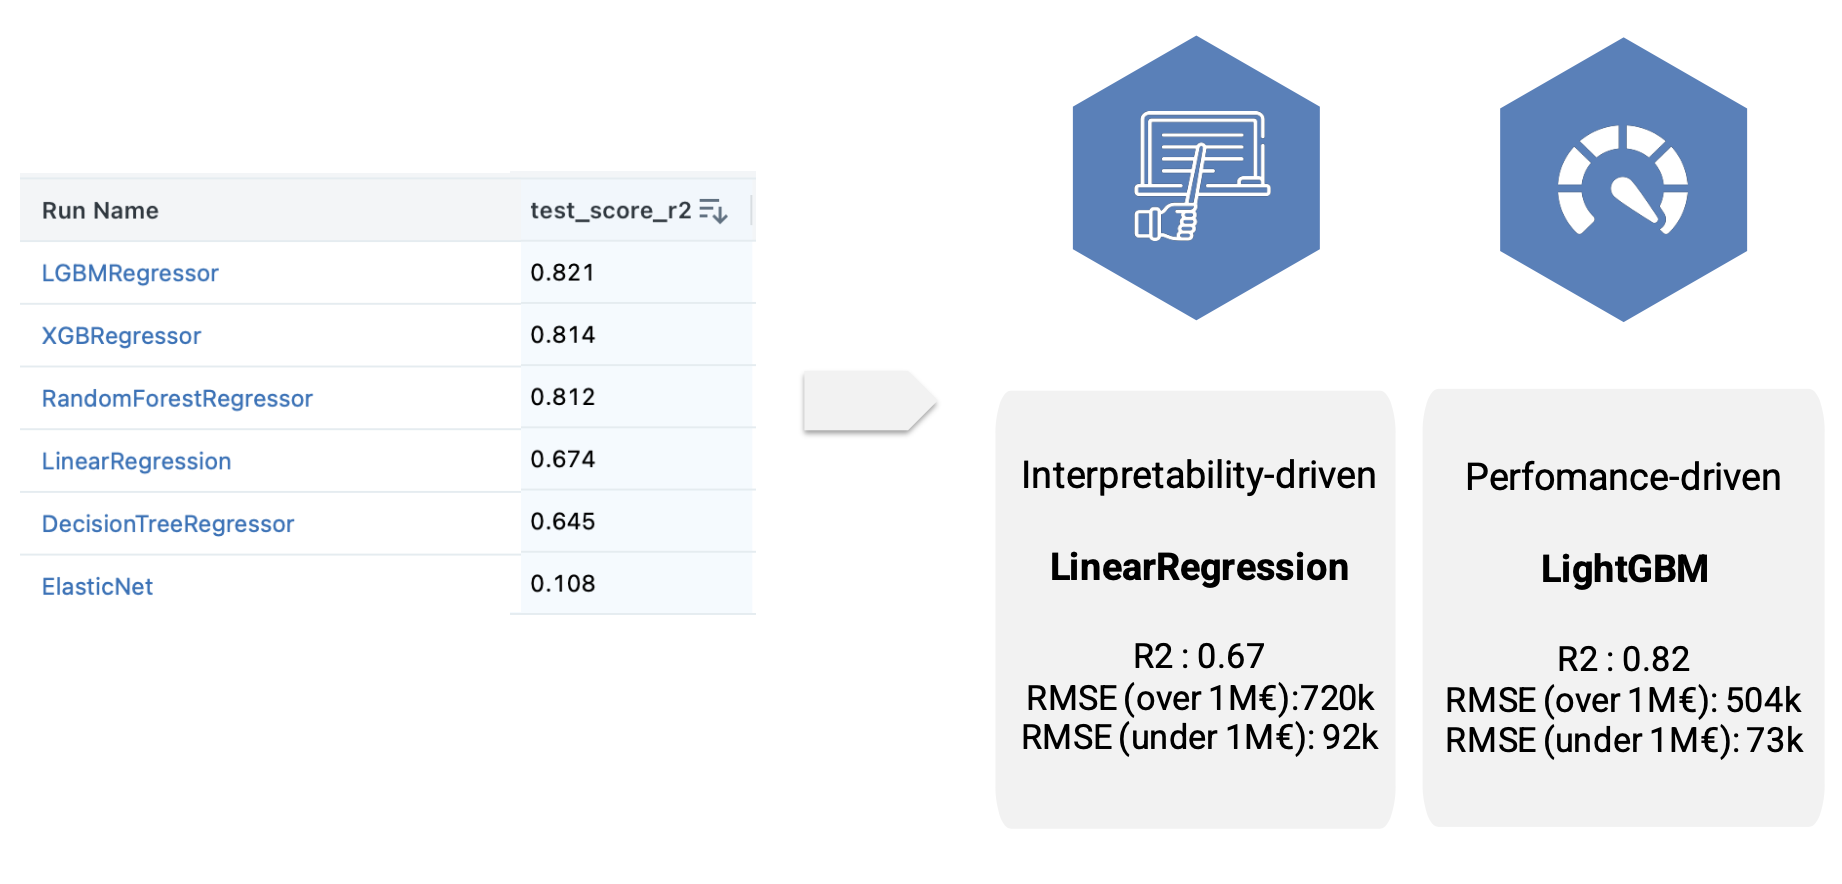 Run Name test_score_r2
LGBMRegressor 0.821
XGBRegressor 0.814
RandomForestRegressor 0.812
LinearRegression 0.674
DecisionTreeRegressor 0.645
ElasticNet 0.108
Interpretability-driven
LinearRegression
R2 : 0.67
RMSE (over 1M€):720k
RMSE (under 1M€): 92k
Perfomance-driven
LightGBM
R2 : 0.82
RMSE (over 1M€): 504k
RMSE (under 1M€): 73k